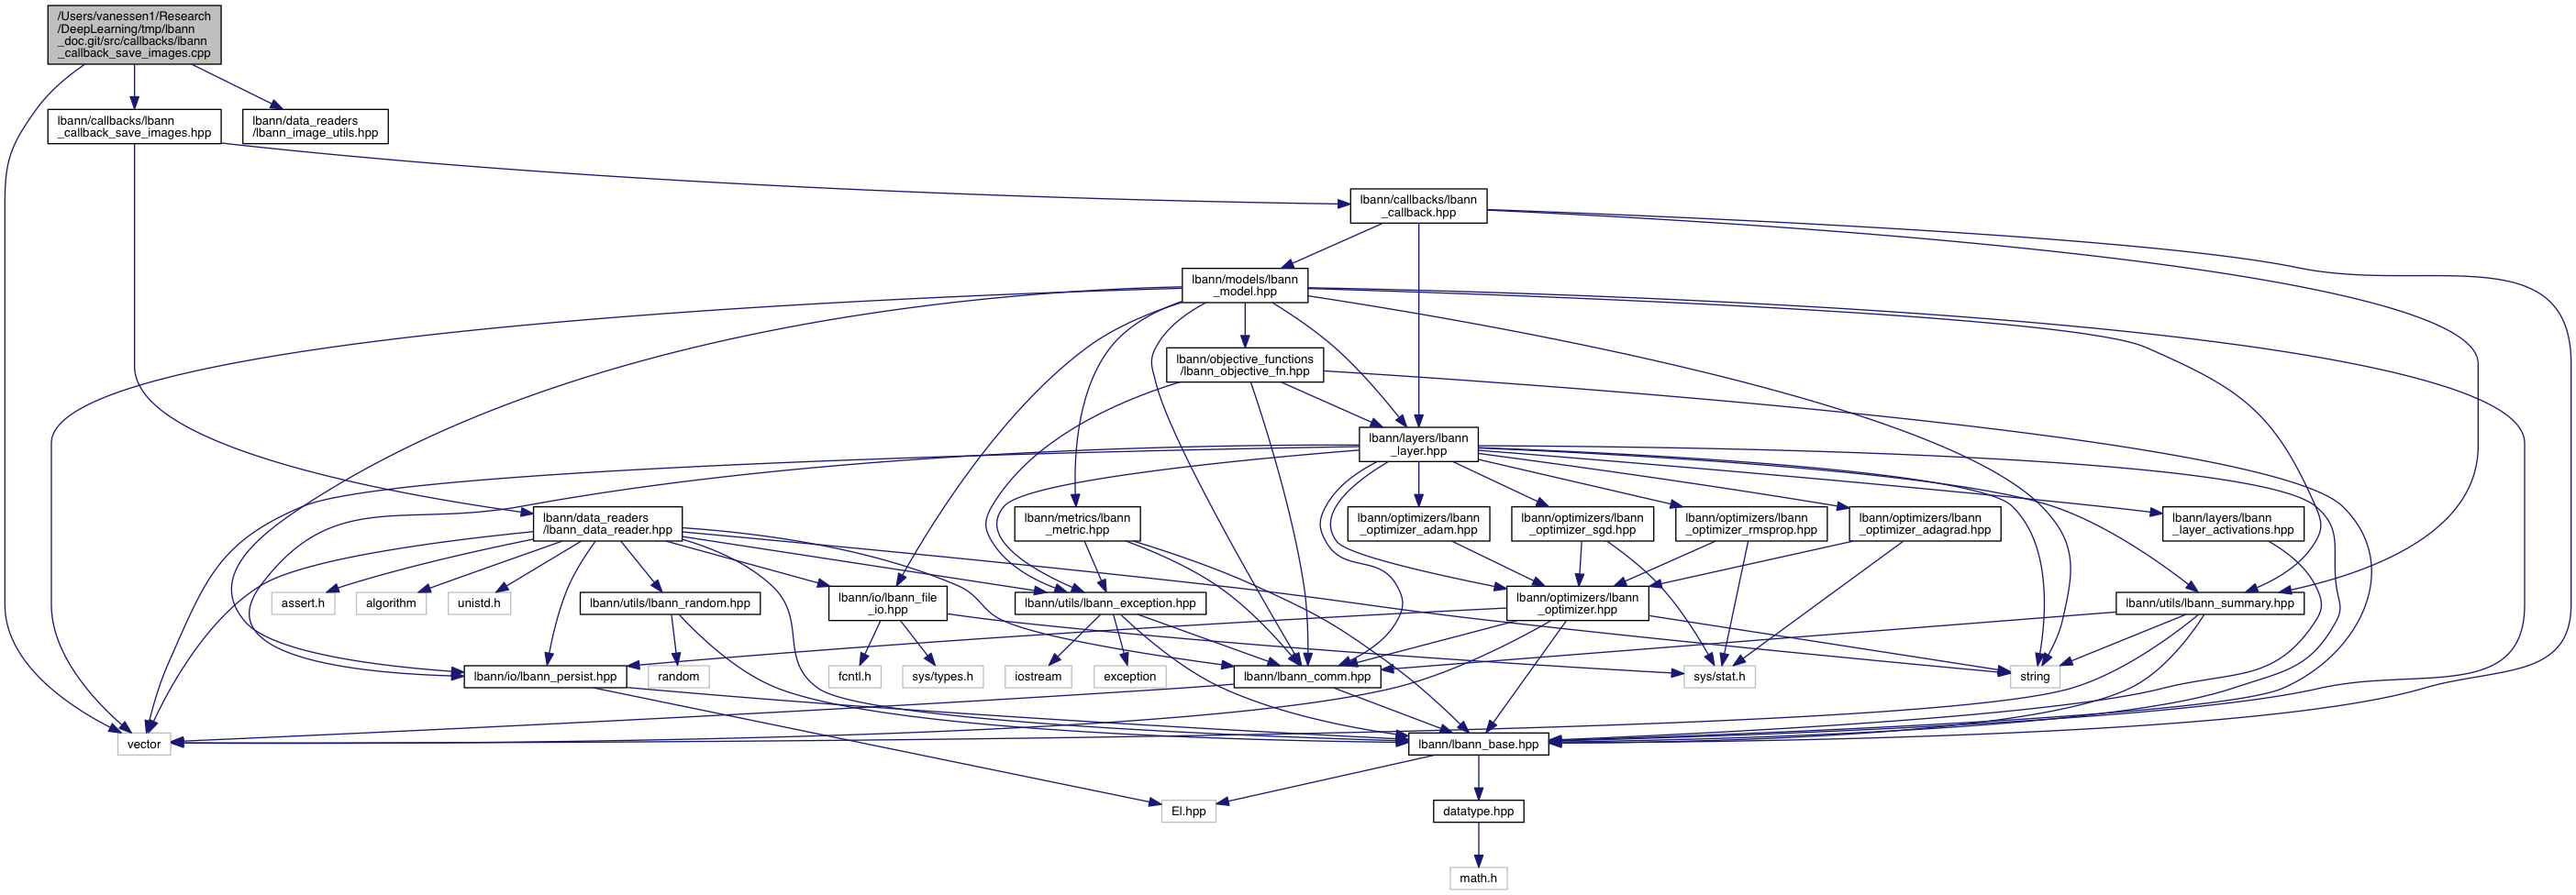 /Users/vanessen1/Research
/DeepLearning/tmp/lbann
_doc.git/src/callbacks/lbann
_callback_save_images.cpp
lbann/callbacks/lbann
_callback_save_images.hpp
lbann/data_readers
/lbann_image_utils.hpp
lbann/callbacks/lbann
_callback.hpp
lbann/models/lbann
_model.hpp
lbann/objective_functions
/lbann_objective_fn.hpp
lbann/layers/lbann
_layer.hpp
lbann/data_readers
/lbann_data_reader.hpp
lbann/metrics/lbann
_metric.hpp
lbann/optimizers/lbann
_optimizer_adam.hpp
lbann/optimizers/lbann
_optimizer_sgd.hpp
lbann/optimizers/lbann
_optimizer_rmsprop.hpp
lbann/optimizers/lbann
_optimizer_adagrad.hpp
lbann/layers/lbann
_layer_activations.hpp
assert.h
algorithm
unistd.h
lbann/utils/lbann_random.hpp
lbann/io/lbann_file
_io.hpp
lbann/utils/lbann_exception.hpp
lbann/optimizers/lbann
_optimizer.hpp
lbann/utils/lbann_summary.hpp
lbann/io/lbann_persist.hpp
random
fcntl.h
sys/types.h
iostream
exception
lbann/lbann_comm.hpp
sys/stat.h
string
vector
lbann/lbann_base.hpp
El.hpp
datatype.hpp
math.h